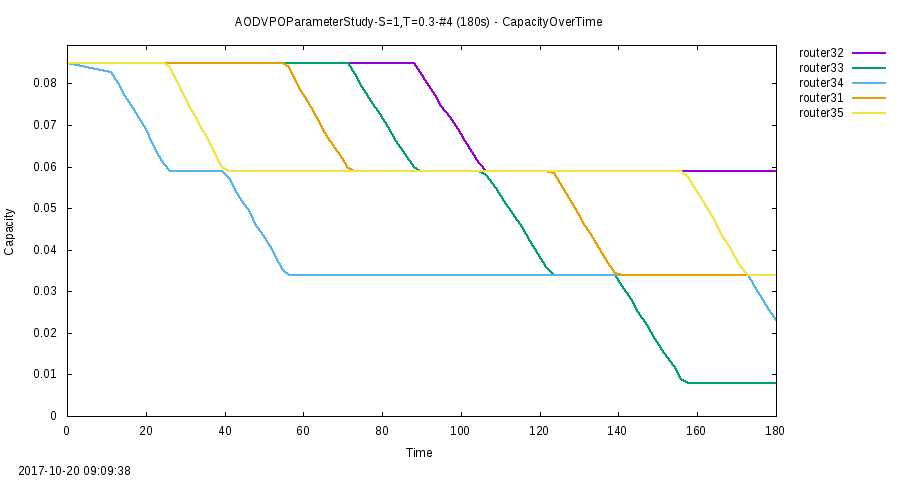 AODVPOParameterStudy-S=1,T=0.3-#4 (180s) - CapacityOverTime
router32
router33
router34
router31
router35
0.08
0.07
0.06
0.05
0.04
0.03
0.02
0.01
0
Capacity
0 20 40 60 80 100 120 140 160 180
Time
2017-10-20 09:09:38